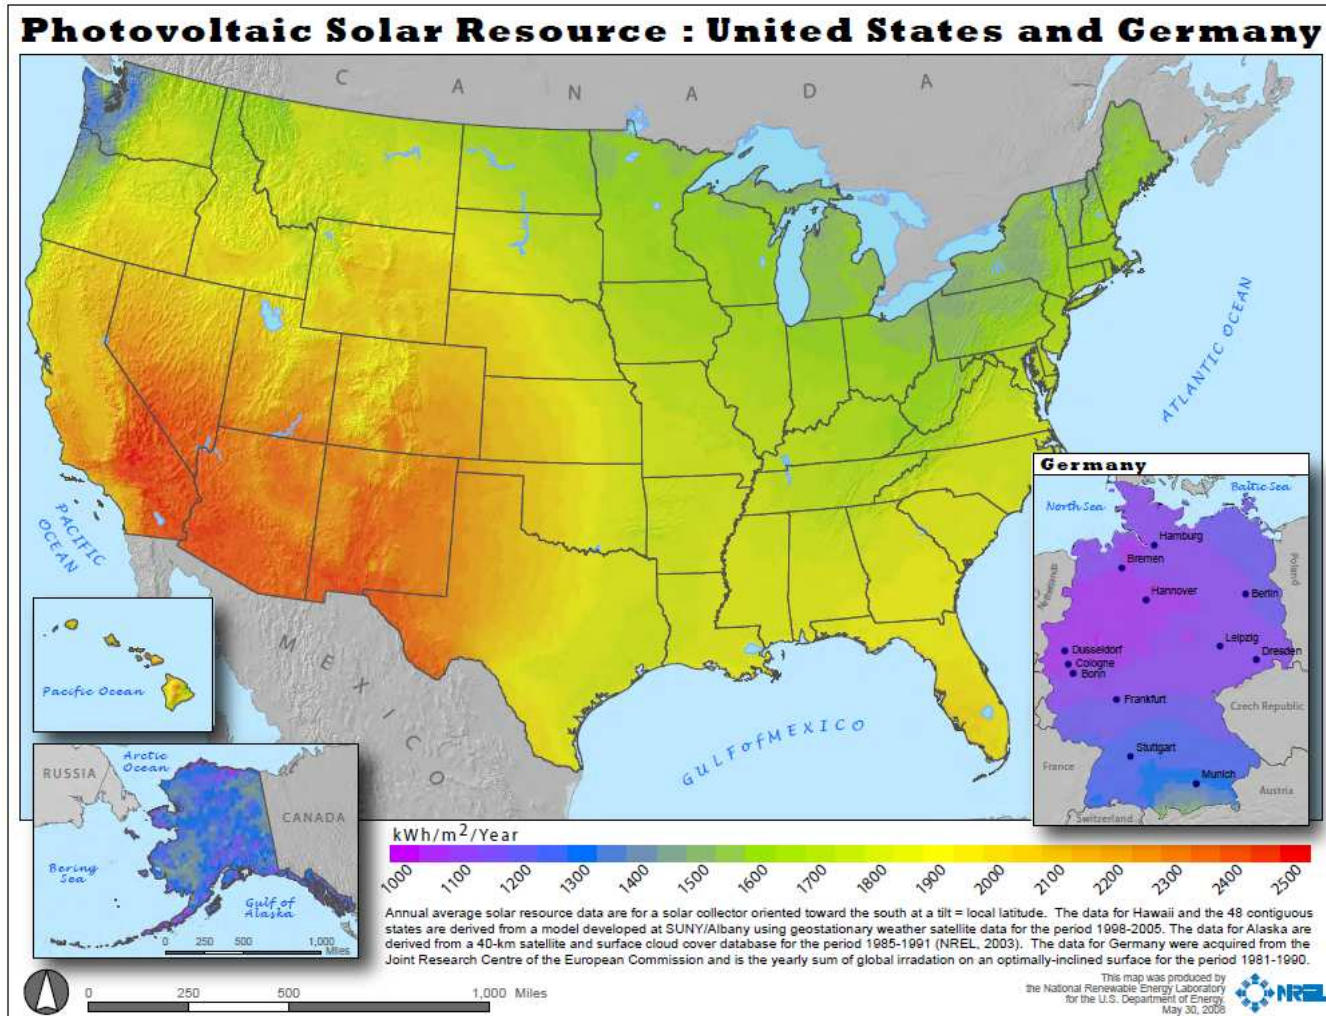 Photovoltaic Solar Resource : United States and Germany
CANADA
ATLANTIC OCEAN
PACIFIC OCEAN
MEXICO
GULF of MEXICO
Pacific Ocean
Arctic Ocean
RUSSIA
CANADA
Bering Sea
Gulf of Alaska
0 250 500 1,000
Miles
Germany
Baltic Sea
North Sea
Hamburg
Bremen
Poland
Netherlands
Hannover
Berlin
Leipzig
Dusseldorf
Dresden
Cologne
Bonn
Frankfurt
Czech Republic
Stuttgart
France
Munich
Austria
Switzerland
kWh/m²/Year
1000 1100 1200 1300 1400 1500 1600 1700 1800 1900 2000 2100 2200 2300 2400 2500
Annual average solar resource data are for a solar collector oriented toward the south at a tilt = local latitude. The data for Hawaii and the 48 contiguous
states are derived from a model developed at SUNY/Albany using geostationary weather satellite data for the period 1998-2005. The data for Alaska are
derived from a 40-km satellite and surface cloud cover database for the period 1985-1991 (NREL, 2003). The data for Germany were acquired from the
Joint Research Centre of the European Commission and is the yearly sum of global irradation on an optimally-inclined surface for the period 1981-1990.
0 250 500 1,000 Miles
This map was produced by
the National Renewable Energy Laboratory
for the U.S. Department of Energy.
May 30, 2008
NREL